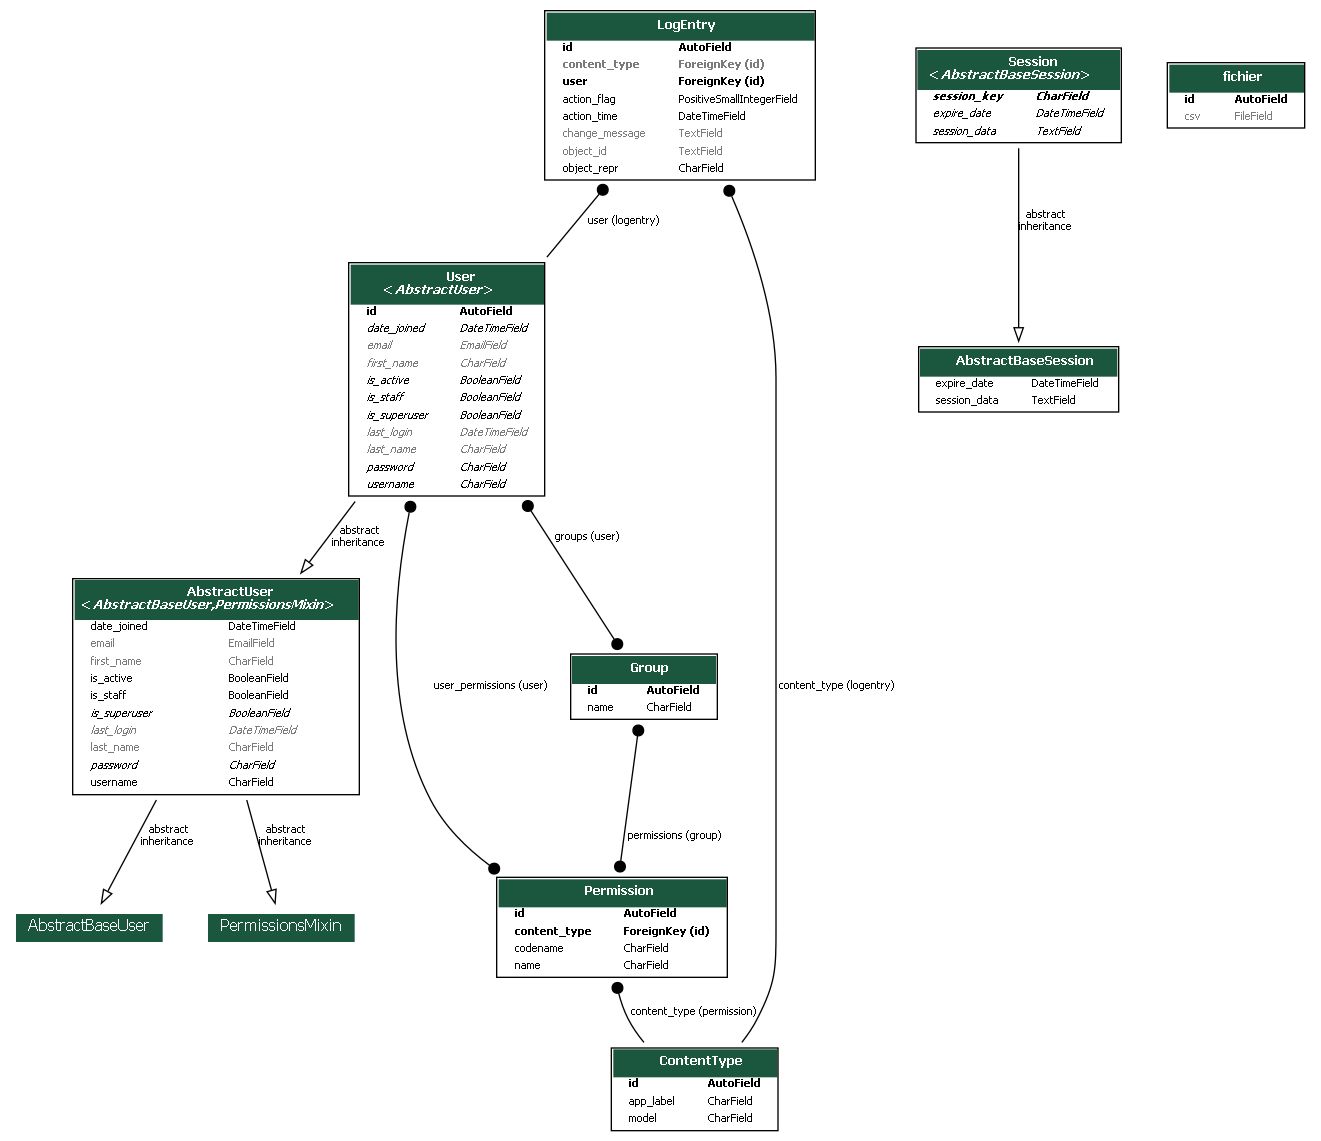 LogEntry
id AutoField
content_type ForeignKey (id)
user ForeignKey (id)
action_flag PositiveSmallIntegerField
action_time DateTimeField
change_message TextField
object_id TextField
object_repr CharField
Session
<AbstractBaseSession>
session_key CharField
expire_date DateTimeField
session_data TextField
fichier
id AutoField
csv FileField
user (logentry)
abstract
inheritance
User
<AbstractUser>
id AutoField
date_joined DateTimeField
email EmailField
first_name CharField
is_active BooleanField
is_staff BooleanField
is_superuser BooleanField
last_login DateTimeField
last_name CharField
password CharField
username CharField
AbstractBaseSession
expire_date DateTimeField
session_data TextField
abstract
inheritance
groups (user)
AbstractUser
<AbstractBaseUser,PermissionsMixin>
date_joined DateTimeField
email EmailField
first_name CharField
is_active BooleanField
is_staff BooleanField
is_superuser BooleanField
last_login DateTimeField
last_name CharField
password CharField
username CharField
user_permissions (user)
Group
id AutoField
name CharField
content_type (logentry)
abstract
inheritance
abstract
inheritance
permissions (group)
AbstractBaseUser
PermissionsMixin
Permission
id AutoField
content_type ForeignKey (id)
codename CharField
name CharField
content_type (permission)
ContentType
id AutoField
app_label CharField
model CharField